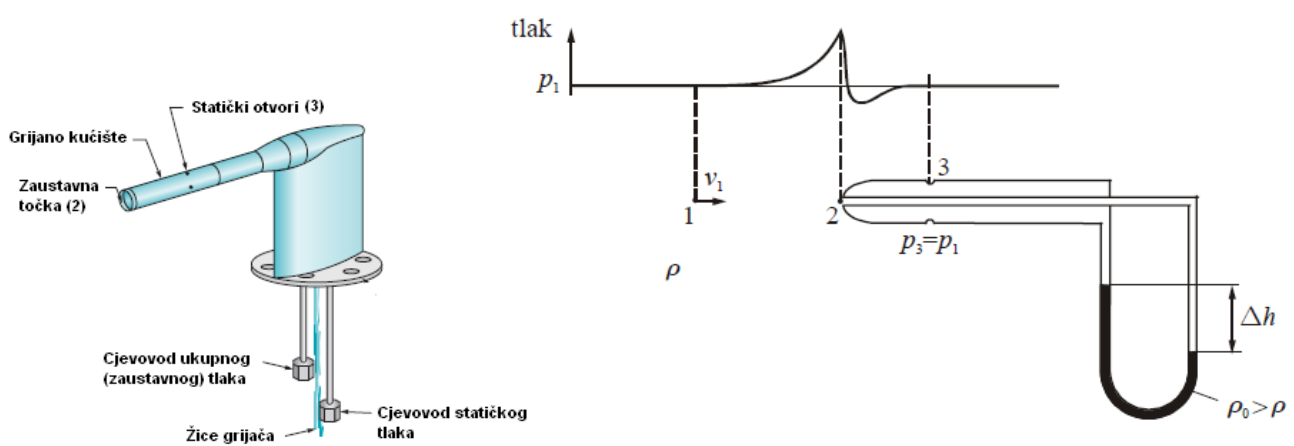 Statički otvori (3)
Grijano kućište
Zaustavna
točka (2)
Cjevovod ukupnog
(zaustavnog) tlaka
Cjevovod statičkog
tlaka
Žice grijača
tlak
p₁
v₁
1
2
3
p₃=p₁
ρ
Δh
ρ₀>ρ